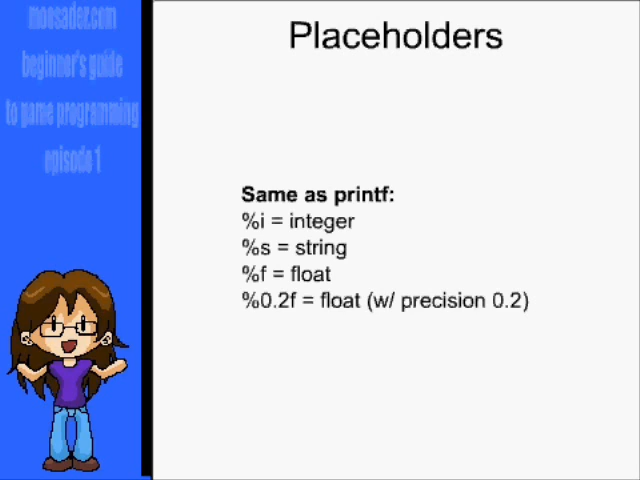 moosader.com
beginner's guide
to game programming
episode 1
Placeholders
Same as printf:
%i = integer
%s = string
%f = float
%0.2f = float (w/ precision 0.2)